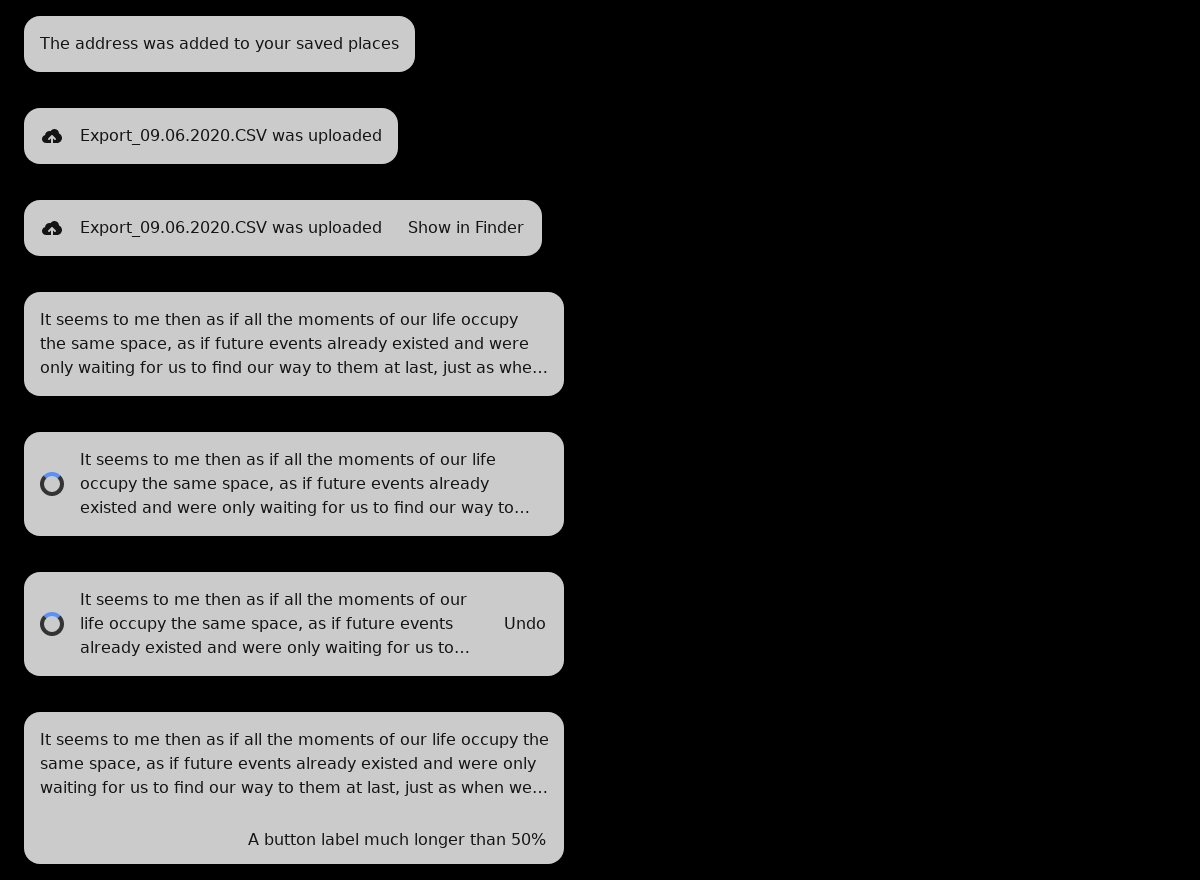 The address was added to your saved places
Export_09.06.2020.CSV was uploaded
Export_09.06.2020.CSV was uploaded Show in Finder
It seems to me then as if all the moments of our life occupy
the same space, as if future events already existed and were
only waiting for us to find our way to them at last, just as whe…
It seems to me then as if all the moments of our life
occupy the same space, as if future events already
existed and were only waiting for us to find our way to…
It seems to me then as if all the moments of our
life occupy the same space, as if future events
already existed and were only waiting for us to…
Undo
It seems to me then as if all the moments of our life occupy the
same space, as if future events already existed and were only
waiting for us to find our way to them at last, just as when we…
A button label much longer than 50%